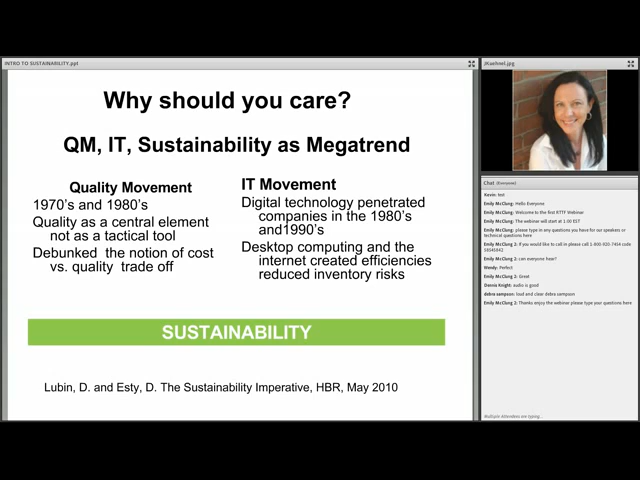 INTRO TO SUSTAINABILITY.ppt
Why should you care?
QM, IT, Sustainability as Megatrend
Quality Movement
1970’s and 1980’s
Quality as a central element
not as a tactical tool
Debunked the notion of cost
vs. quality trade off
IT Movement
Digital technology penetrated
companies in the 1980’s
and1990’s
Desktop computing and the
internet created efficiencies
reduced inventory risks
SUSTAINABILITY
Lubin, D. and Esty, D. The Sustainability Imperative, HBR, May 2010
JKuehnel.jpg
Chat (Everyone)
Kevin: test
Emily McClung: Hello Everyone
Emily McClung: Welcome to the first RTTF Webinar
Emily McClung: The webinar will start at 1:00 EST
Emily McClung: please type in any questions you have for our speakers or
technical questions here
Emily McClung 2: If you would like to call in please call 1-800-920-7454 code
58545842
Emily McClung 2: can everyone hear?
Wendy: Perfect
Emily McClung 2: Great
Dennis Knight: audio is good
debra sampson: loud and clear debra sampson
Emily McClung 2: Thanks enjoy the webinar please type your questions here
Multiple Attendees are typing...